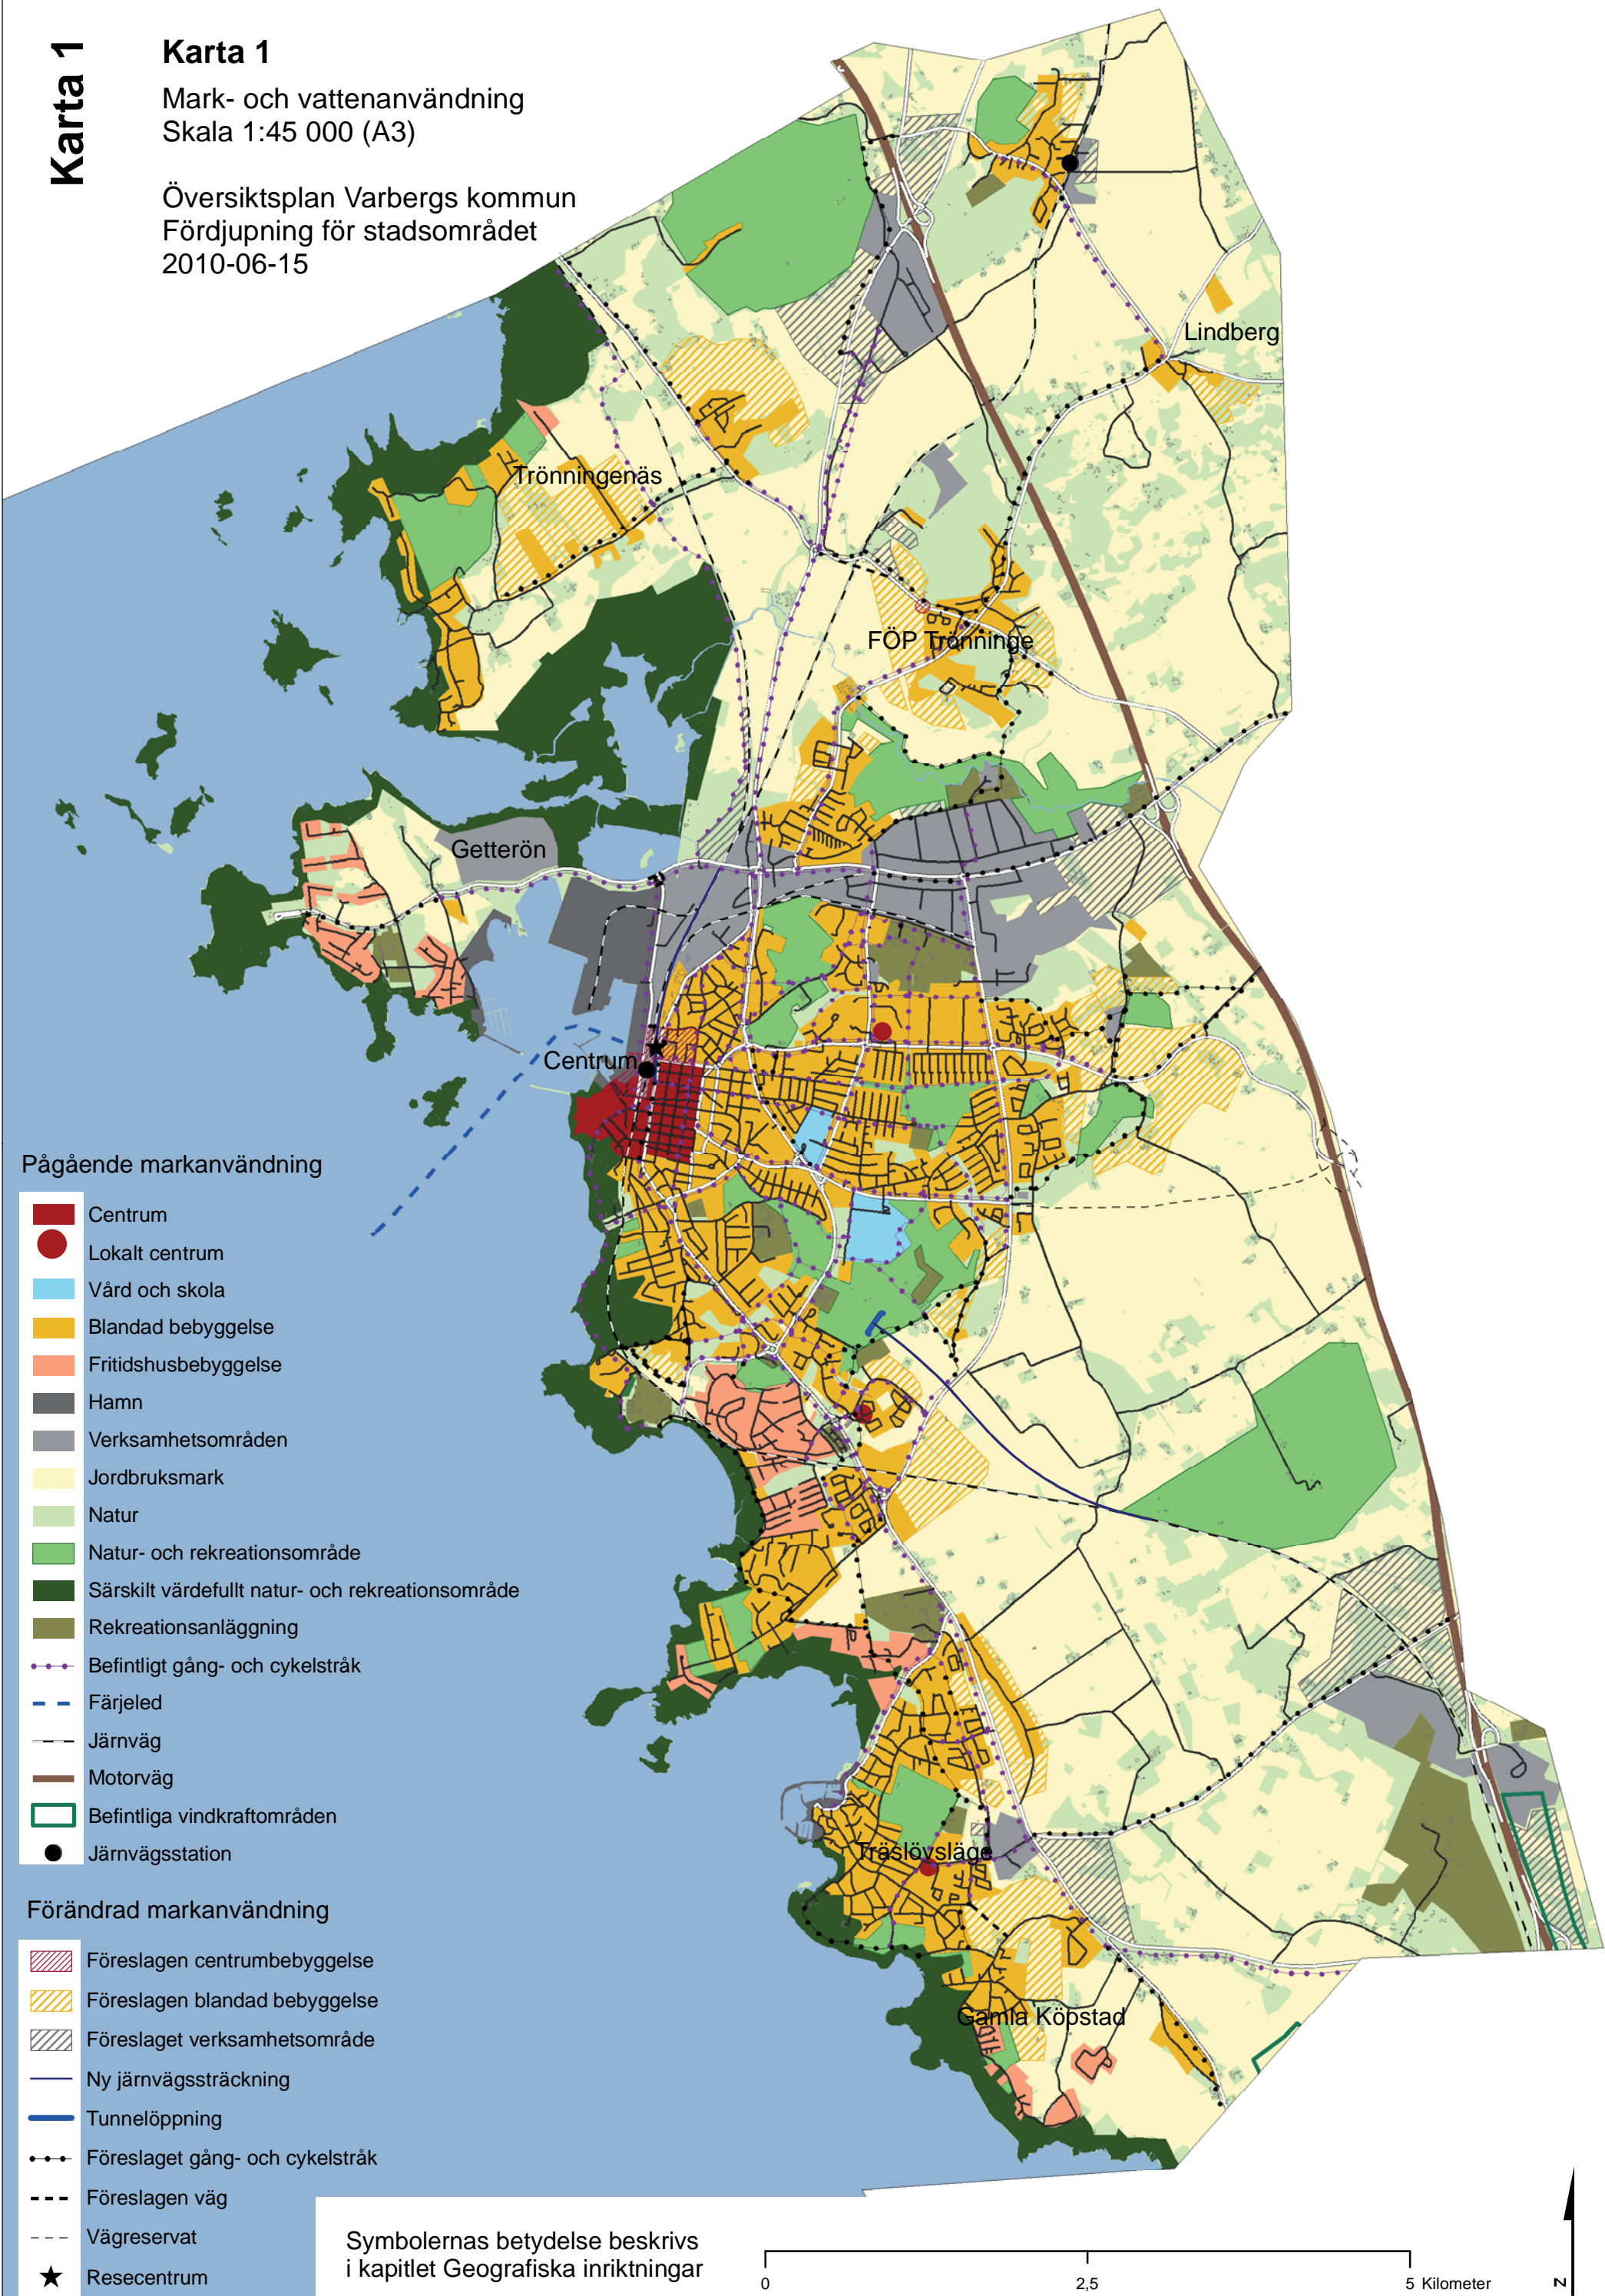 Karta 1
Karta 1
Mark- och vattenanvändning
Skala 1:45 000 (A3)
Översiktsplan Varbergs kommun
Fördjupning för stadsområdet
2010-06-15
Lindberg
Trönningenäs
FÖP Trönninge
Getterön
Centrum
Träslövsläge
Gamla Köpstad
Pågående markanvändning
Centrum
Lokalt centrum
Vård och skola
Blandad bebyggelse
Fritidshusbebyggelse
Hamn
Verksamhetsområden
Jordbruksmark
Natur
Natur- och rekreationsområde
Särskilt värdefullt natur- och rekreationsområde
Rekreationsanläggning
Befintligt gång- och cykelstråk
Färjeled
Järnväg
Motorväg
Befintliga vindkraftområden
Järnvägsstation
Förändrad markanvändning
Föreslagen centrumbebyggelse
Föreslagen blandad bebyggelse
Föreslaget verksamhetsområde
Ny järnvägssträckning
Tunnelöppning
Föreslaget gång- och cykelstråk
Föreslagen väg
Vägreservat
Resecentrum
Symbolernas betydelse beskrivs
i kapitlet Geografiska inriktningar
0 2,5 5 Kilometer
N